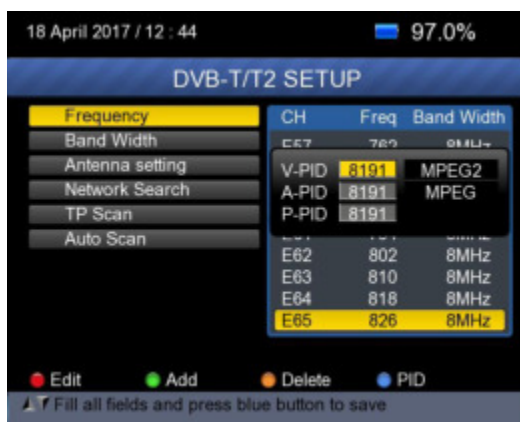 18 April 2017 / 12 : 44 97.0%
DVB-T/T2 SETUP
Frequency
Band Width
Antenna setting
Network Search
TP Scan
Auto Scan
CH Freq Band Width
E57 762 8MHz
V-PID 8191 MPEG2
A-PID 8191 MPEG
P-PID 8191
E62 802 8MHz
E63 810 8MHz
E64 818 8MHz
E65 826 8MHz
Edit Add Delete PID
Fill all fields and press blue button to save